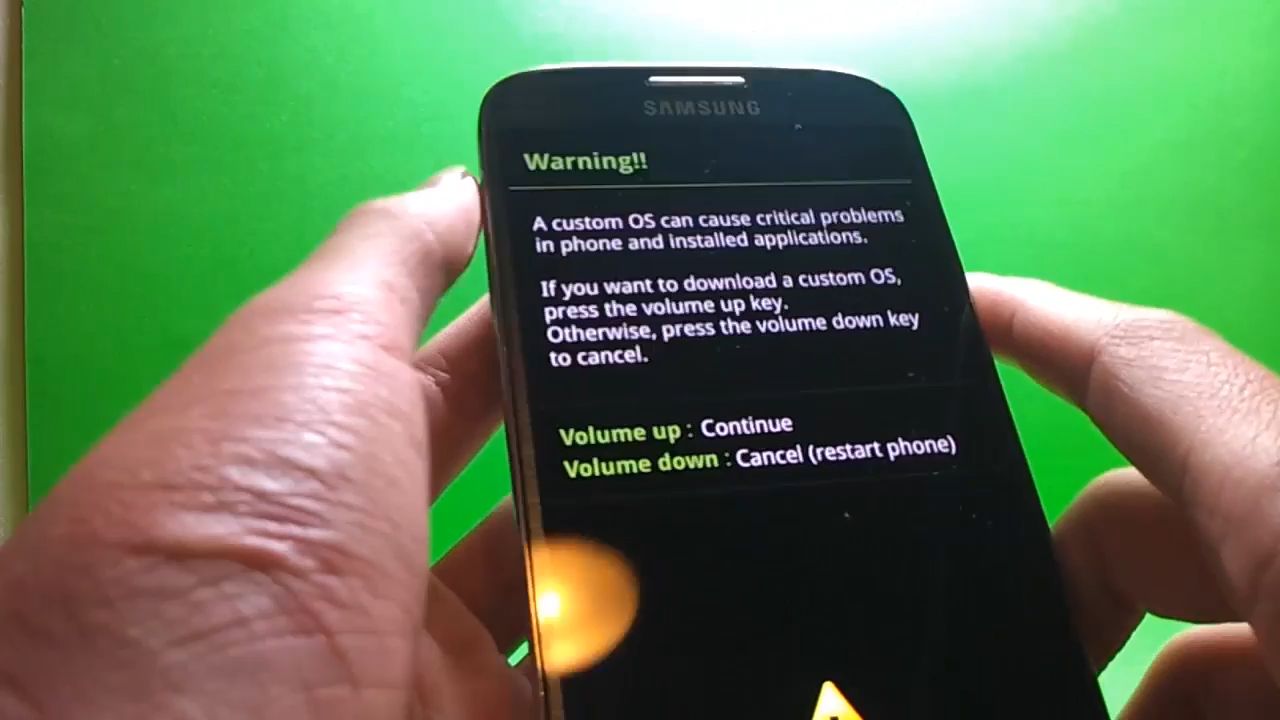 SAMSUNG
Warning!!
A custom OS can cause critical problems
in phone and installed applications.
If you want to download a custom OS,
press the volume up key.
Otherwise, press the volume down key
to cancel.
Volume up : Continue
Volume down : Cancel (restart phone)